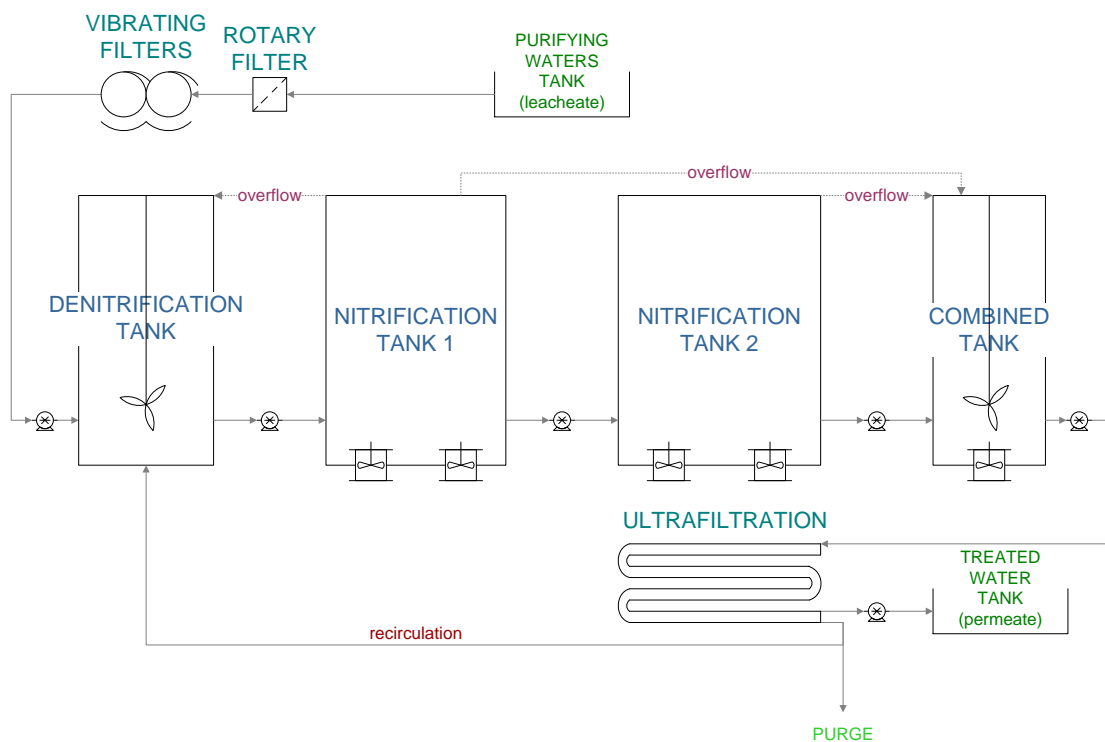 VIBRATING
FILTERS
ROTARY
FILTER
PURIFYING
WATERS
TANK
(leacheate)
overflow
overflow
overflow
DENITRIFICATION
TANK
NITRIFICATION
TANK 1
NITRIFICATION
TANK 2
COMBINED
TANK
ULTRAFILTRATION
TREATED
WATER
TANK
(permeate)
recirculation
PURGE